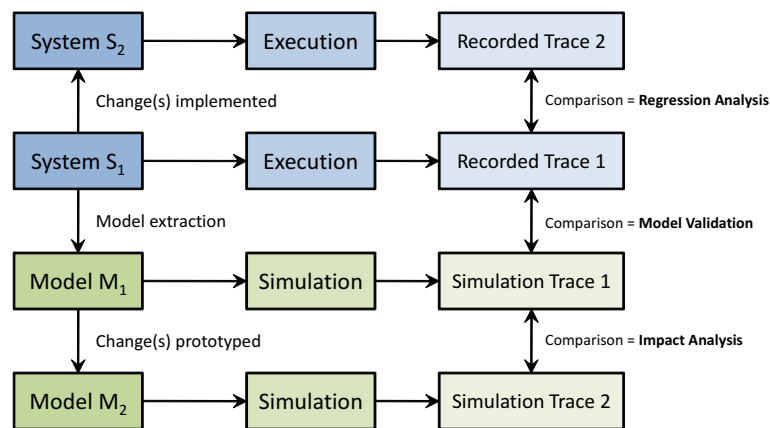 System S₂
Execution
Recorded Trace 2
Change(s) implemented
Comparison = Regression Analysis
System S₁
Execution
Recorded Trace 1
Model extraction
Comparison = Model Validation
Model M₁
Simulation
Simulation Trace 1
Change(s) prototyped
Comparison = Impact Analysis
Model M₂
Simulation
Simulation Trace 2